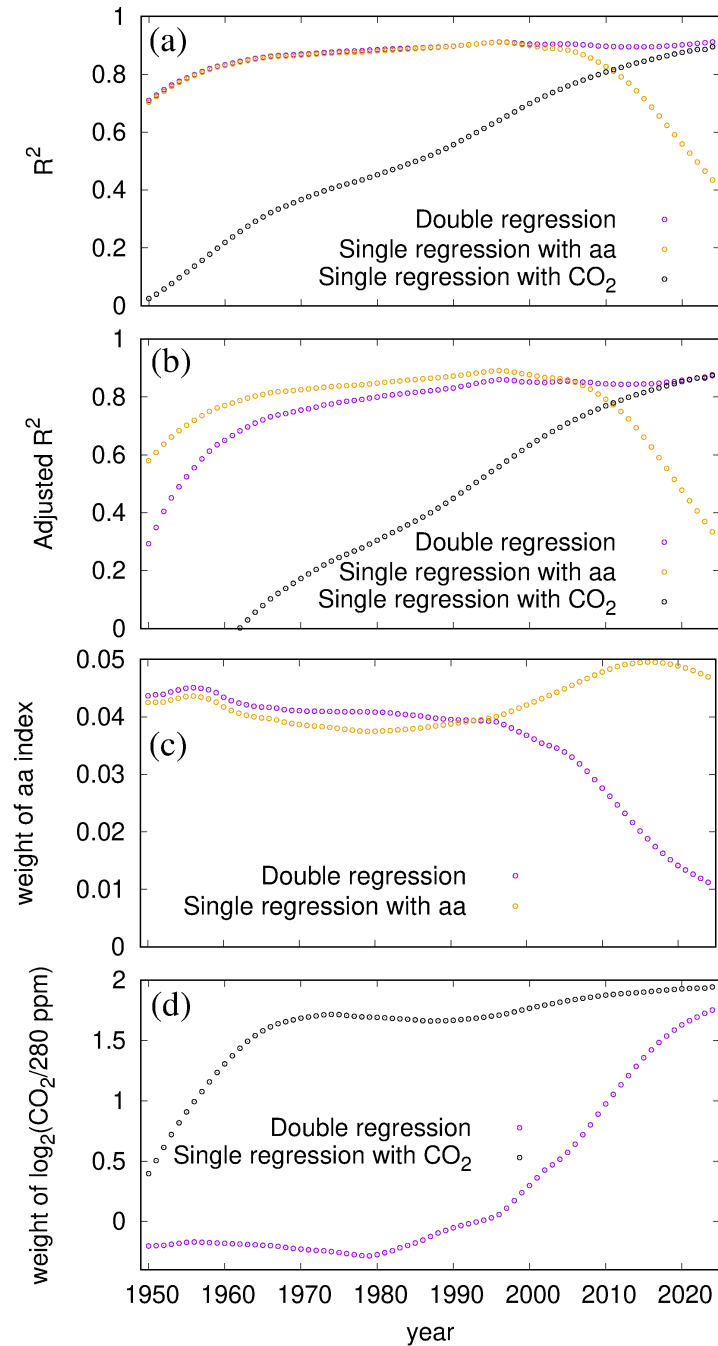 (a)
1
0.8
0.6
0.4
0.2
0
R²
Double regression
Single regression with aa
Single regression with CO₂
(b)
1
0.8
0.6
0.4
0.2
0
Adjusted R²
Double regression
Single regression with aa
Single regression with CO₂
(c)
0.05
0.04
0.03
0.02
0.01
0
weight of aa index
Double regression
Single regression with aa
(d)
2
1.5
1
0.5
0
weight of log₂(CO₂/280 ppm)
Double regression
Single regression with CO₂
1950 1960 1970 1980 1990 2000 2010 2020
year